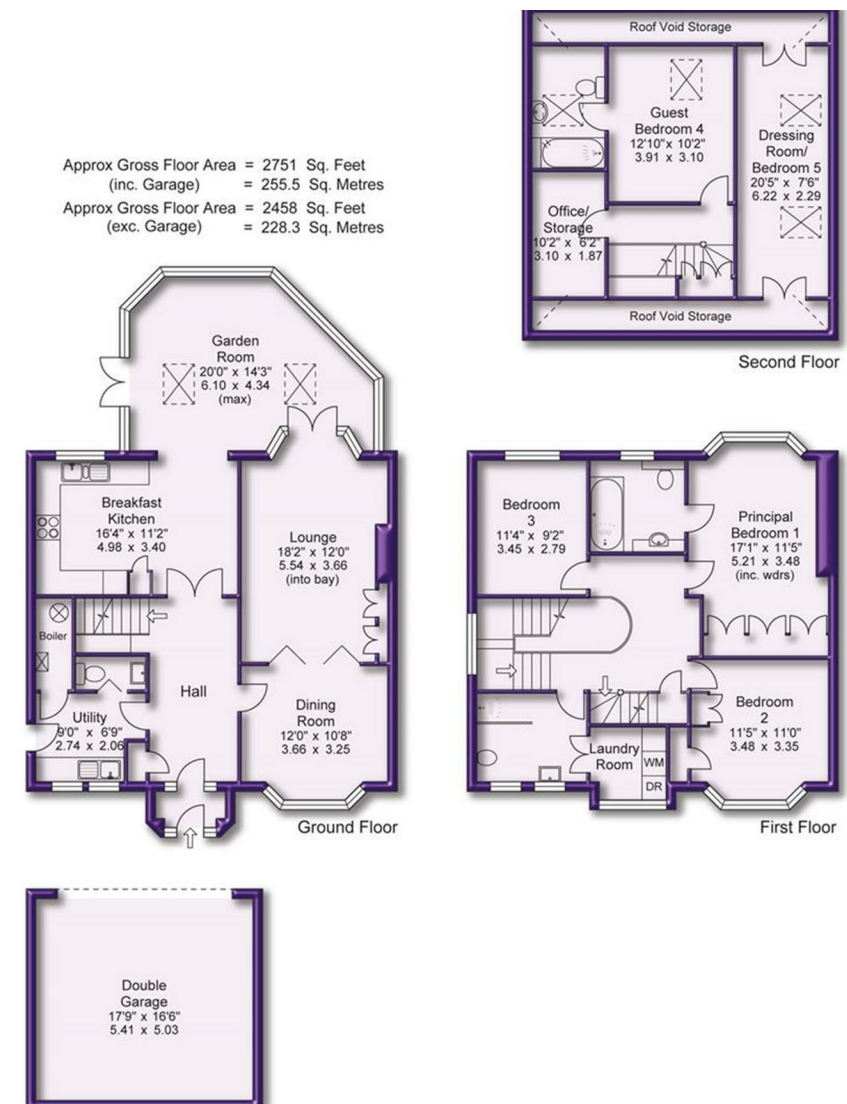 Roof Void Storage
Guest
Bedroom 4
12'10" x 10'2"
3.91 x 3.10
Dressing
Room/
Bedroom 5
20'5" x 7'6"
6.22 x 2.29
Office/
Storage
10'2" x 6'2"
3.10 x 1.87
Roof Void Storage
Second Floor
Approx Gross Floor Area = 2751 Sq. Feet
(inc. Garage) = 255.5 Sq. Metres
Approx Gross Floor Area = 2458 Sq. Feet
(exc. Garage) = 228.3 Sq. Metres
Garden
Room
20'0" x 14'3"
6.10 x 4.34
(max)
Breakfast
Kitchen
16'4" x 11'2"
4.98 x 3.40
Lounge
18'2" x 12'0"
5.54 x 3.66
(into bay)
Boiler
Hall
Utility
9'0" x 6'9"
2.74 x 2.06
Dining
Room
12'0" x 10'8"
3.66 x 3.25
Ground Floor
Bedroom
3
11'4" x 9'2"
3.45 x 2.79
Principal
Bedroom 1
17'1" x 11'5"
5.21 x 3.48
(inc. wdrs)
Bedroom
2
11'5" x 11'0"
3.48 x 3.35
Laundry
Room
WM
DR
First Floor
Double
Garage
17'9" x 16'6"
5.41 x 5.03